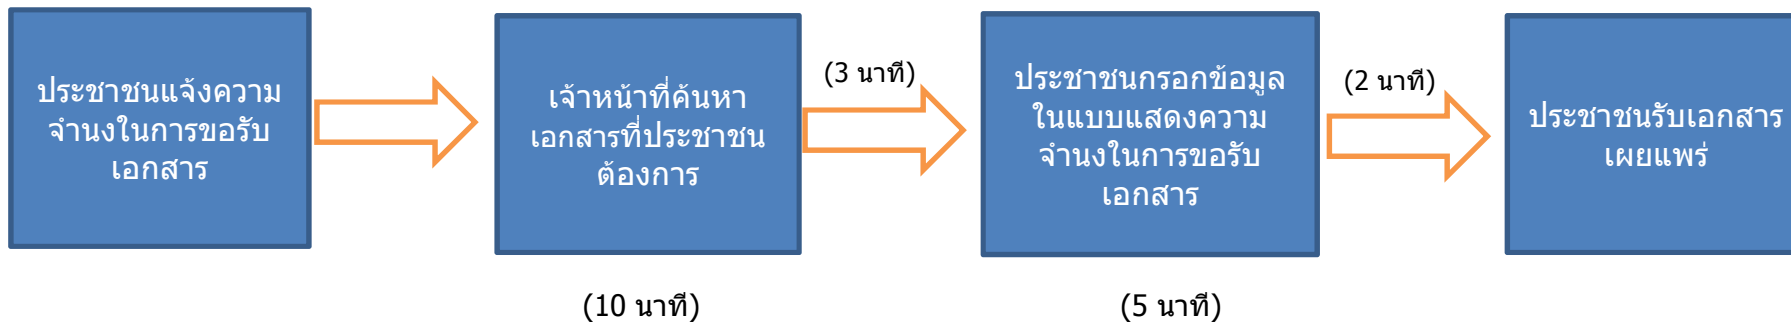 ประชาชนแจ้งความ
จำนงในการขอรับ
เอกสาร
เจ้าหน้าที่ค้นหา
เอกสารที่ประชาชน
ต้องการ
(10 นาที)
(3 นาที)
ประชาชนกรอกข้อมูล
ในแบบแสดงความ
จำนงในการขอรับ
เอกสาร
(5 นาที)
(2 นาที)
ประชาชนรับเอกสาร
เผยแพร่